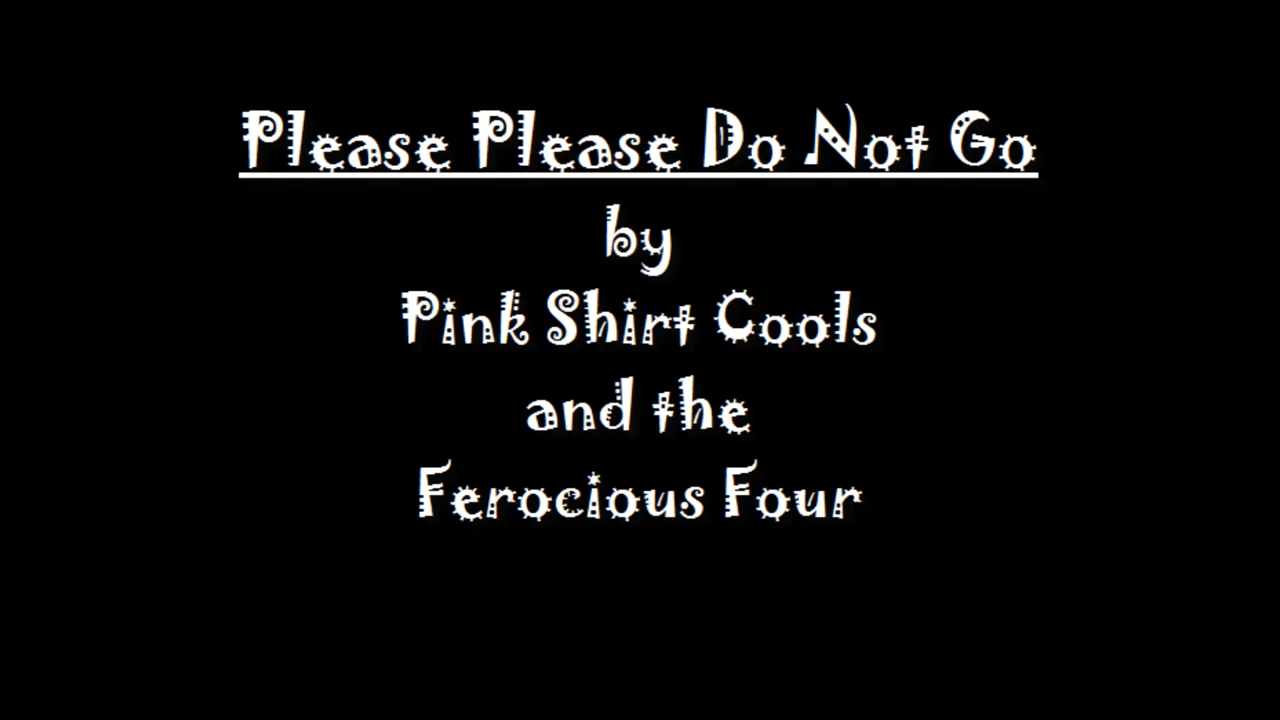 Please Please Do Not Go
by
Pink Shirt Cools
and the
Ferocious Four